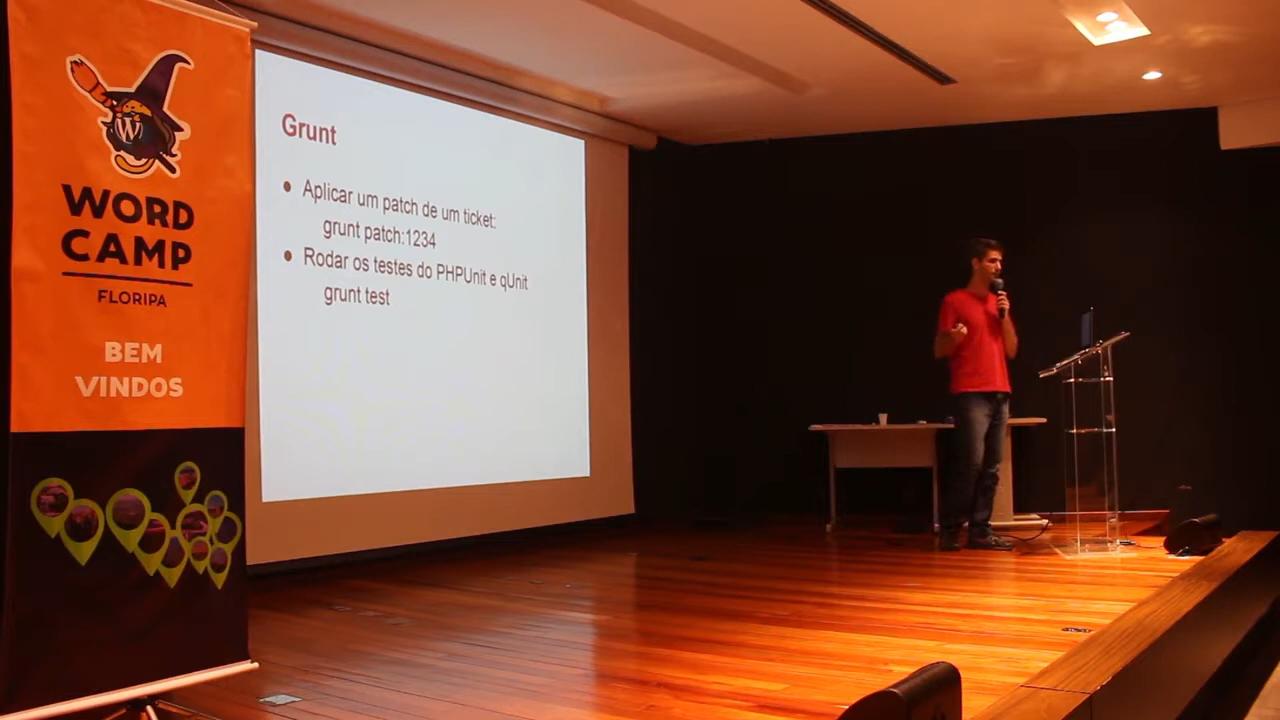 WORD
CAMP
FLORIPA
BEM
VINDOS
Grunt
• Aplicar um patch de um ticket:
grunt patch:1234
• Rodar os testes do PHPUnit e qUnit
grunt test